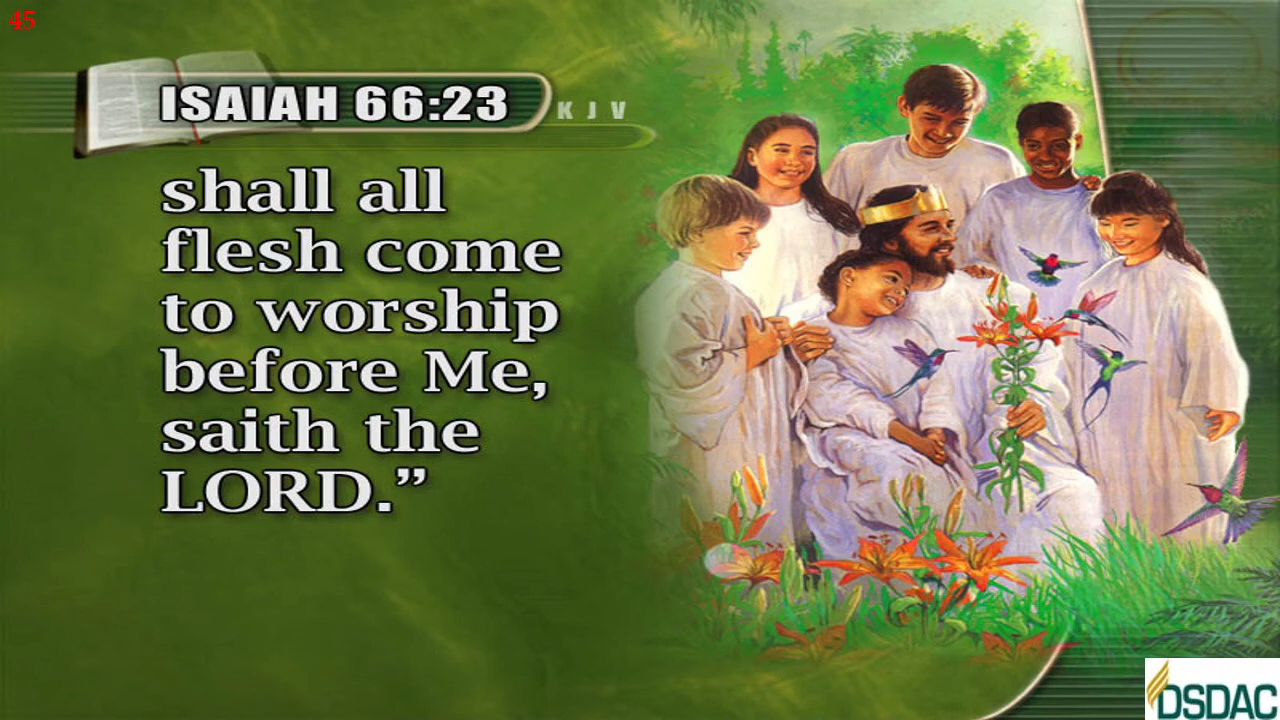 45
ISAIAH 66:23 KJV
shall all
flesh come
to worship
before Me,
saith the
LORD.”
DSDAC